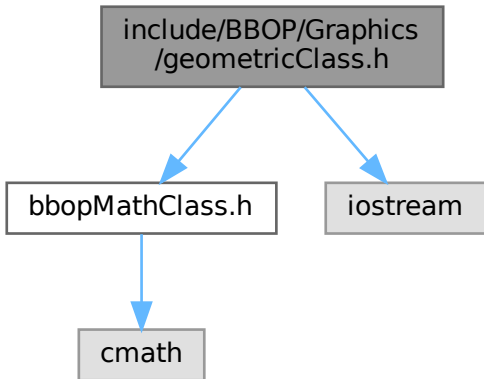 include/BBOP/Graphics
/geometricClass.h
bbopMathClass.h
iostream
cmath